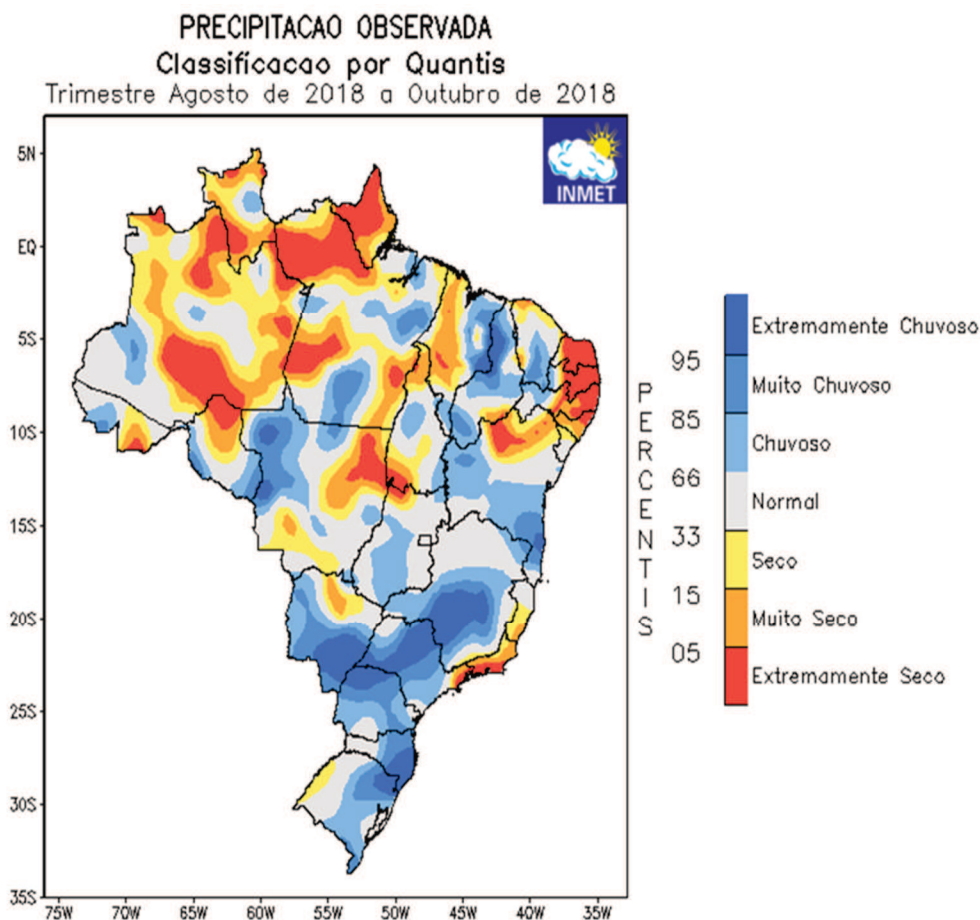 PRECIPITACAO OBSERVADA
Classificacao por Quantis
Trimestre Agosto de 2018 a Outubro de 2018
INMET
5N
EQ
5S
10S
15S
20S
25S
30S
35S
75W 70W 65W 60W 55W 50W 45W 40W 35W
PERCENTIS
95
85
66
33
15
05
Extremamente Chuvoso
Muito Chuvoso
Chuvoso
Normal
Seco
Muito Seco
Extremamente Seco